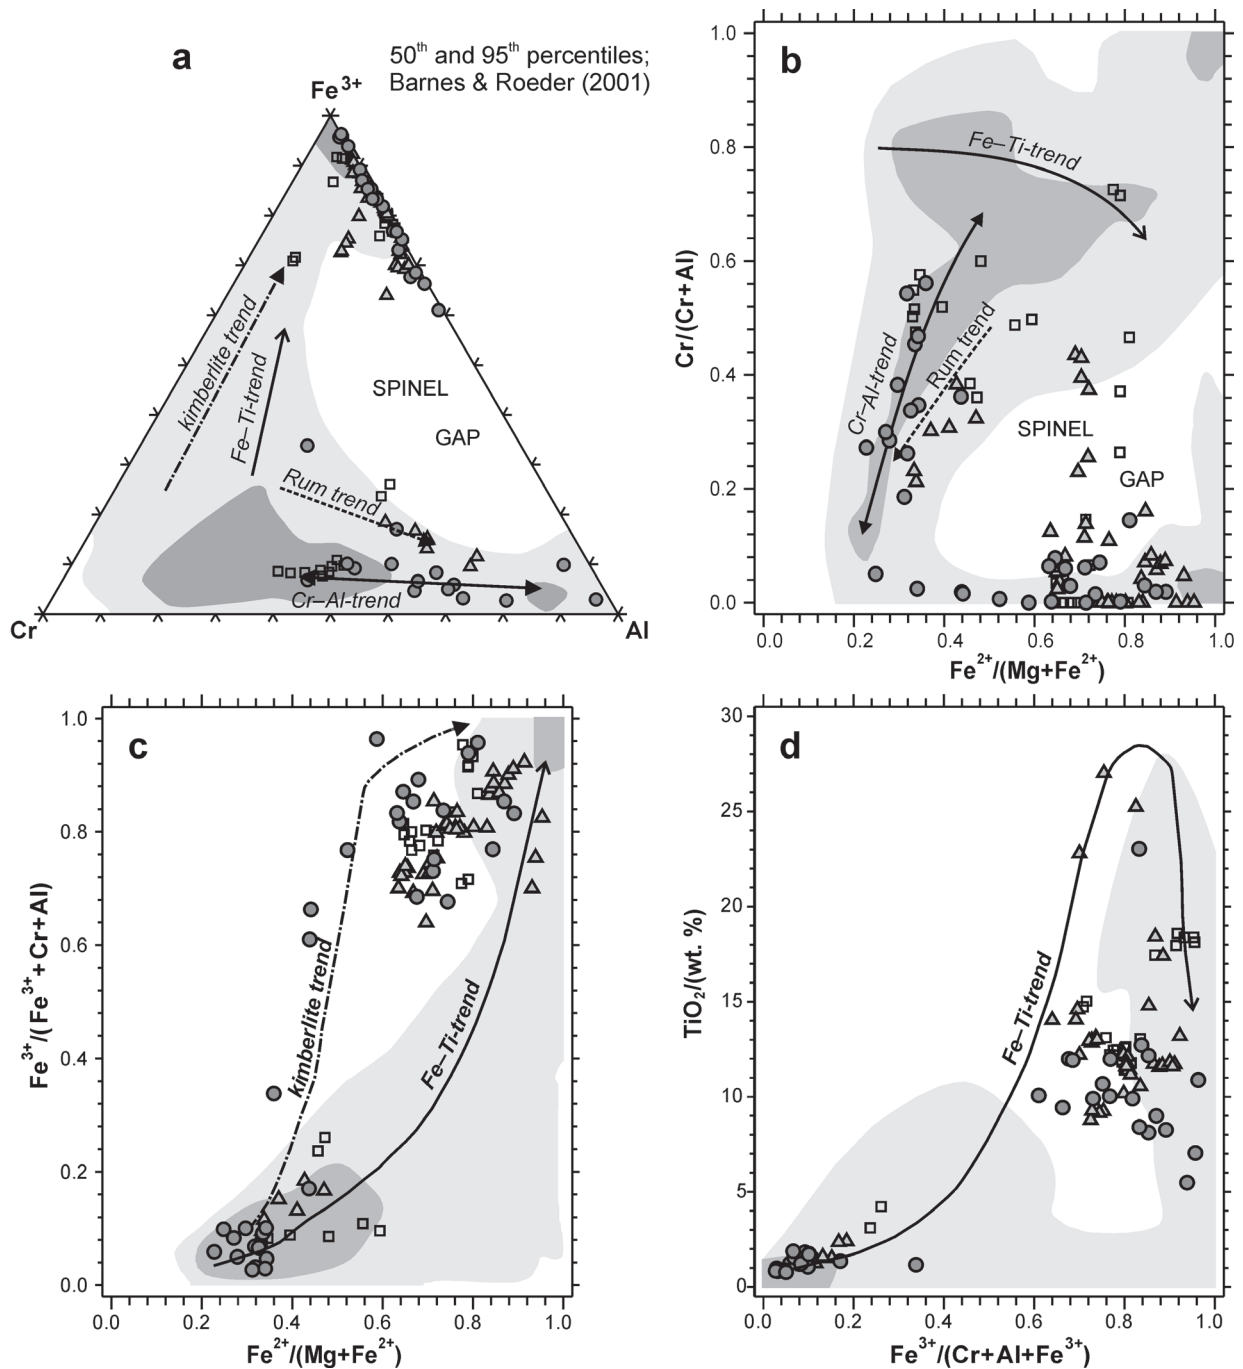 a
50th and 95th percentiles;
Barnes & Roeder (2001)
Fe3+
kimberlite trend
Fe–Ti-trend
SPINEL
GAP
Rum trend
Cr–Al-trend
Cr
Al
b
1.0
0.8
0.6
0.4
0.2
0.0
Cr/(Cr+Al)
Fe–Ti-trend
Cr–Al-trend
Rum trend
SPINEL
GAP
0.0 0.2 0.4 0.6 0.8 1.0
Fe2+/(Mg+Fe2+)
c
1.0
0.8
0.6
0.4
0.2
0.0
Fe3+/(Fe3++Cr+Al)
kimberlite trend
Fe–Ti-trend
0.0 0.2 0.4 0.6 0.8 1.0
Fe2+/(Mg+Fe2+)
d
30
25
20
15
10
5
0
TiO2/(wt. %)
Fe–Ti-trend
0.0 0.2 0.4 0.6 0.8 1.0
Fe3+/(Cr+Al+Fe3+)